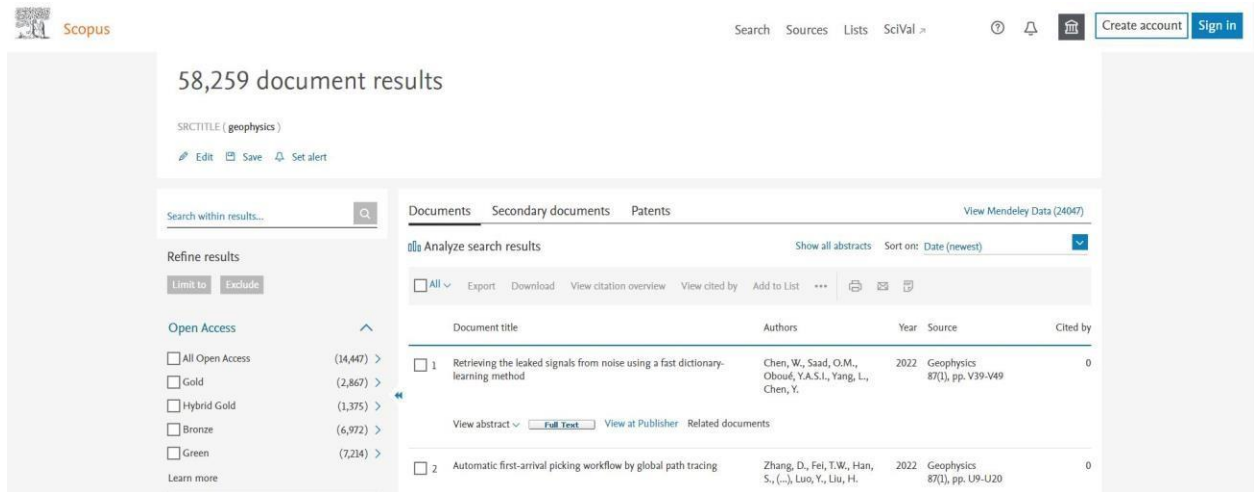 Scopus
Search Sources Lists SciVal
Create account Sign in
58,259 document results
SRCTITLE ( geophysics )
Edit Save Set alert
Search within results...
Refine results
Limit to Exclude
Open Access
All Open Access (14,447)
Gold (2,867)
Hybrid Gold (1,375)
Bronze (6,972)
Green (7,214)
Learn more
Documents Secondary documents Patents View Mendeley Data (24047)
Analyze search results Show all abstracts Sort on: Date (newest)
All Export Download View citation overview View cited by Add to List
Document title Authors Year Source Cited by
1 Retrieving the leaked signals from noise using a fast dictionary- Chen, W., Saad, O.M., 2022 Geophysics 0
learning method Oboué, Y.A.S.I., Yang, L., 87(1), pp. V39-V49
Chen, Y.
View abstract Full Text View at Publisher Related documents
2 Automatic first-arrival picking workflow by global path tracing Zhang, D., Fei, T.W., Han, 2022 Geophysics 0
S., (...), Luo, Y., Liu, H. 87(1), pp. U9-U20